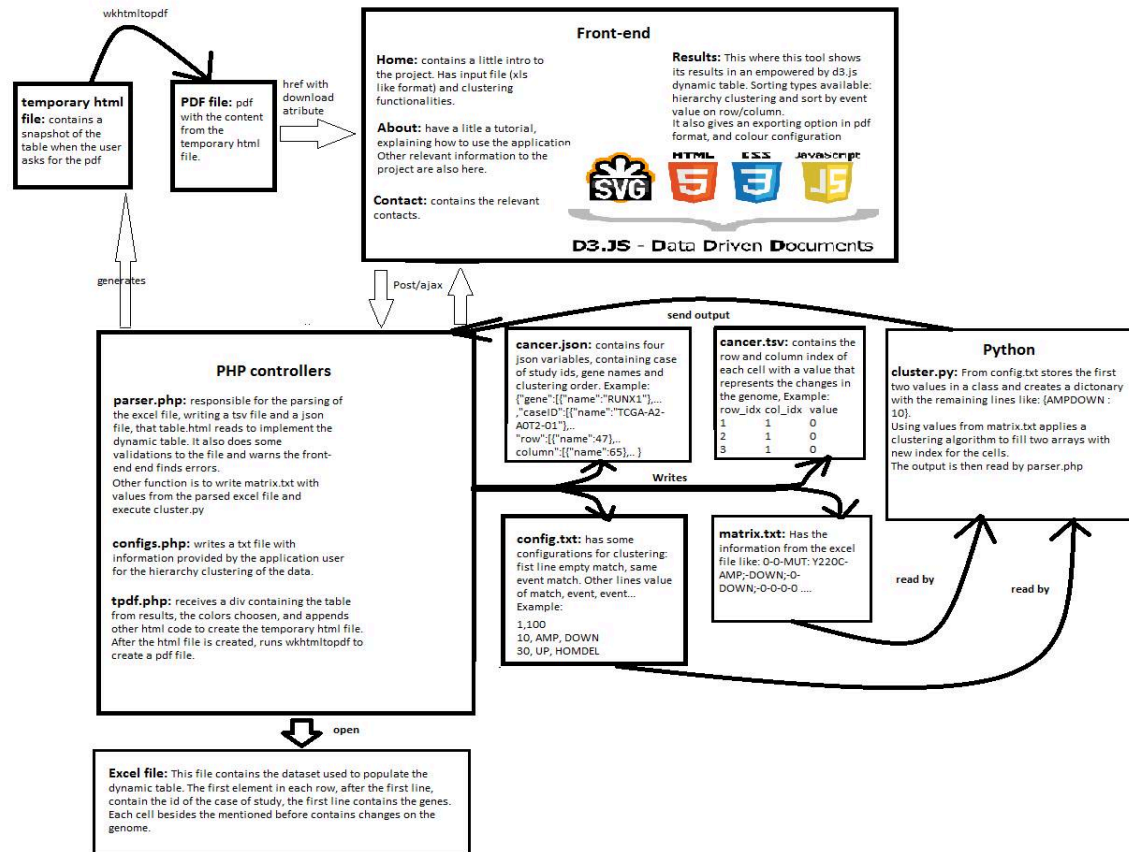 wkhtmltopdf
temporary html
file: contains a
snapshot of the
table when the user
asks for the pdf
PDF file: pdf
with the content
from the
temporary html
file.
href with
download
atribute
Front-end
Home: contains a little intro to
the project. Has input file (xls
like format) and clustering
functionalities.
About: have a litle a tutorial,
explaining how to use the application
Other relevant information to the
project are also here.
Contact: contains the relevant
contacts.
Results: This where this tool shows
its results in an empowered by d3.js
dynamic table. Sorting types available:
hierarchy clustering and sort by event
value on row/column.
It also gives an exporting option in pdf
format, and colour configuration
SVG
HTML
5
CSS
3
JavaScript
JS
D3.JS - Data Driven Documents
generates
Post/ajax
..
send output
PHP controllers
parser.php: responsible for the parsing of
the excel file, writing a tsv file and a json
file, that table.html reads to implement the
dynamic table. It also does some
validations to the file and warns the front-
end end finds errors.
Other function is to write matrix.txt with
values from the parsed excel file and
execute cluster.py
configs.php: writes a txt file with
information provided by the application user
for the hierarchy clustering of the data.
tpdf.php: receives a div containing the table
from results, the colors choosen, and appends
other html code to create the temporary html file.
After the html file is created, runs wkhtmltopdf to
create a pdf file.
cancer.json: contains four
json variables, containing case
of study ids, gene names and
clustering order. Example:
{"gene":[{"name":"RUNX1"},...
,"caseID":[{"name":"TCGA-A2-
A0T2-01"},..
"row":[{"name":47},..
column":[{"name":65},.. }
cancer.tsv: contains the
row and column index of
each cell with a value that
represents the changes in
the genome, Example:
row_idx col_idx value
1 1 0
2 1 0
3 1 0
Python
cluster.py: From config.txt stores the first
two values in a class and creates a dictonary
with the remaining lines like: {AMPDOWN :
10}.
Using values from matrix.txt applies a
clustering algorithm to fill two arrays with
new index for the cells.
The output is then read by parser.php
Writes
config.txt: has some
configurations for clustering:
fist line empty match, same
event match. Other lines value
of match, event, event...
Example:
1,100
10, AMP, DOWN
30, UP, HOMDEL
matrix.txt: Has the
information from the excel
file like: 0-0-MUT: Y220C-
AMP;-DOWN;-0-
DOWN;-0-0-0-0 ....
read by
read by
open
Excel file: This file contains the dataset used to populate the
dynamic table. The first element in each row, after the first line,
contain the id of the case of study, the first line contains the genes.
Each cell besides the mentioned before contains changes on the
genome.